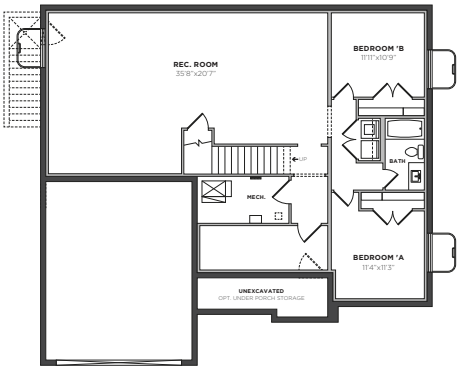 REC. ROOM
35'8"x20'7"
BEDROOM 'B
11'11"x10'9"
UP
BATH
MECH.
BEDROOM 'A
11'4"x11'3"
UNEXCAVATED
OPT. UNDER PORCH STORAGE